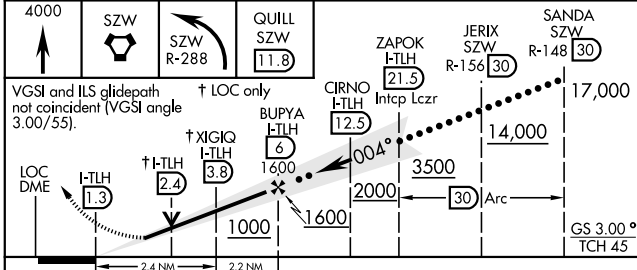 4000
SZW
SZW
R-288
QUILL
SZW
11.8
SANDA
SZW
R-148 30
JERIX
SZW
R-156 30
ZAPOK
I-TLH
21.5
Intcp Lczr
VGSI and ILS glidepath
not coincident (VGSI angle
3.00/55).
† LOC only
CIRNO
I-TLH
12.5
BUPYA
I-TLH
6
1600
†XIGIQ
I-TLH
3.8
†I-TLH
2.4
I-TLH
1.3
LOC
DME
004°
17,000
14,000
3500
2000
1600
1000
30 Arc
GS 3.00°
TCH 45
2.4 NM
2.2 NM